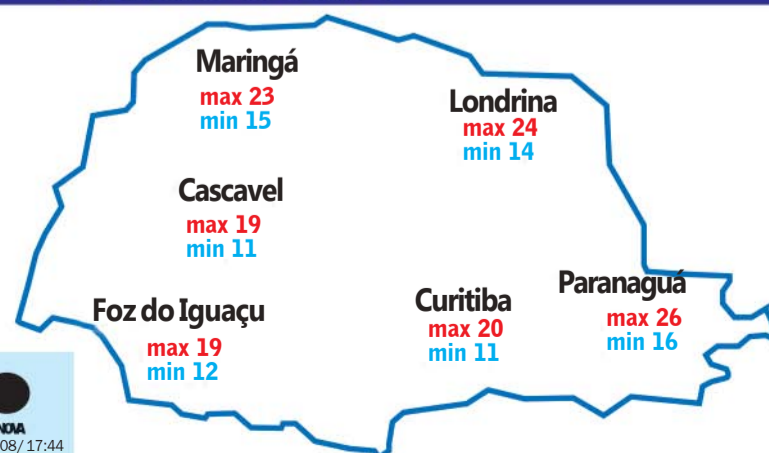 Maringá
max 23
min 15
Londrina
max 24
min 14
Cascavel
max 19
min 11
Foz do Iguaçu
max 19
min 12
Curitiba
max 20
min 11
Paranaguá
max 26
min 16
NOVA
08/ 17:44